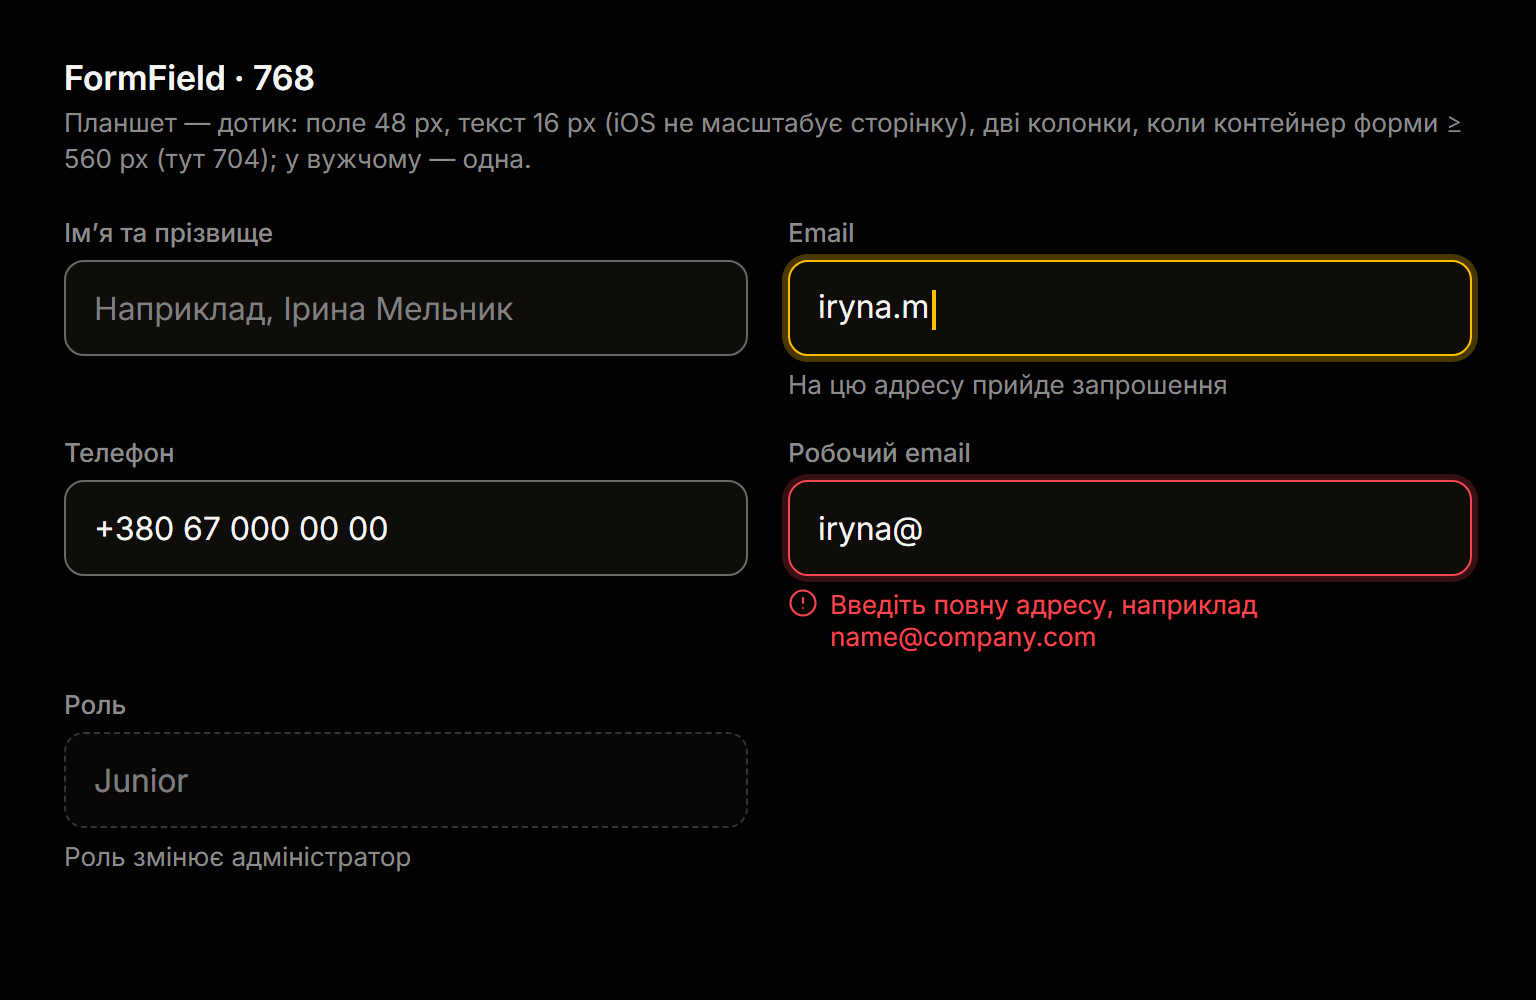 FormField · 768
Планшет — дотик: поле 48 px, текст 16 px (iOS не масштабує сторінку), дві колонки, коли контейнер форми ≥
560 px (тут 704); у вужчому — одна.
Ім’я та прізвище
Наприклад, Ірина Мельник
Email
iryna.m
На цю адресу прийде запрошення
Телефон
+380 67 000 00 00
Робочий email
iryna@
Введіть повну адресу, наприклад
name@company.com
Роль
Junior
Роль змінює адміністратор